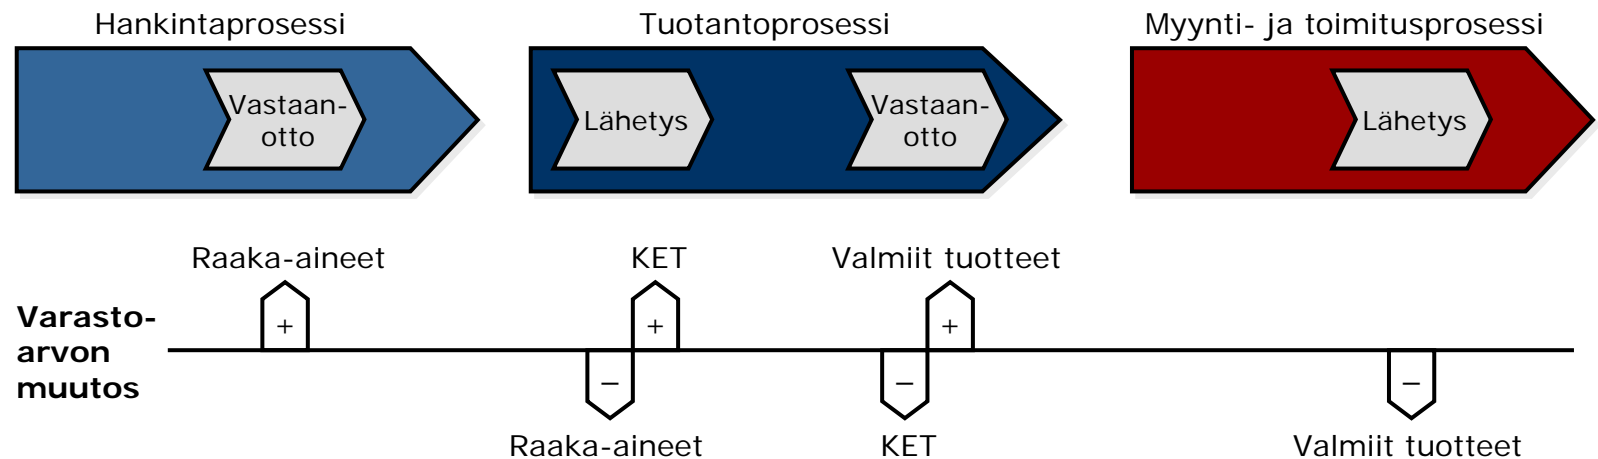 Hankintaprosessi
Tuotantoprosessi
Myynti- ja toimitusprosessi
Vastaan-
otto
Lähetys
Vastaan-
otto
Lähetys
Raaka-aineet
KET
Valmiit tuotteet
Varasto-
arvon
muutos
+
+
+
–
–
–
Raaka-aineet
KET
Valmiit tuotteet